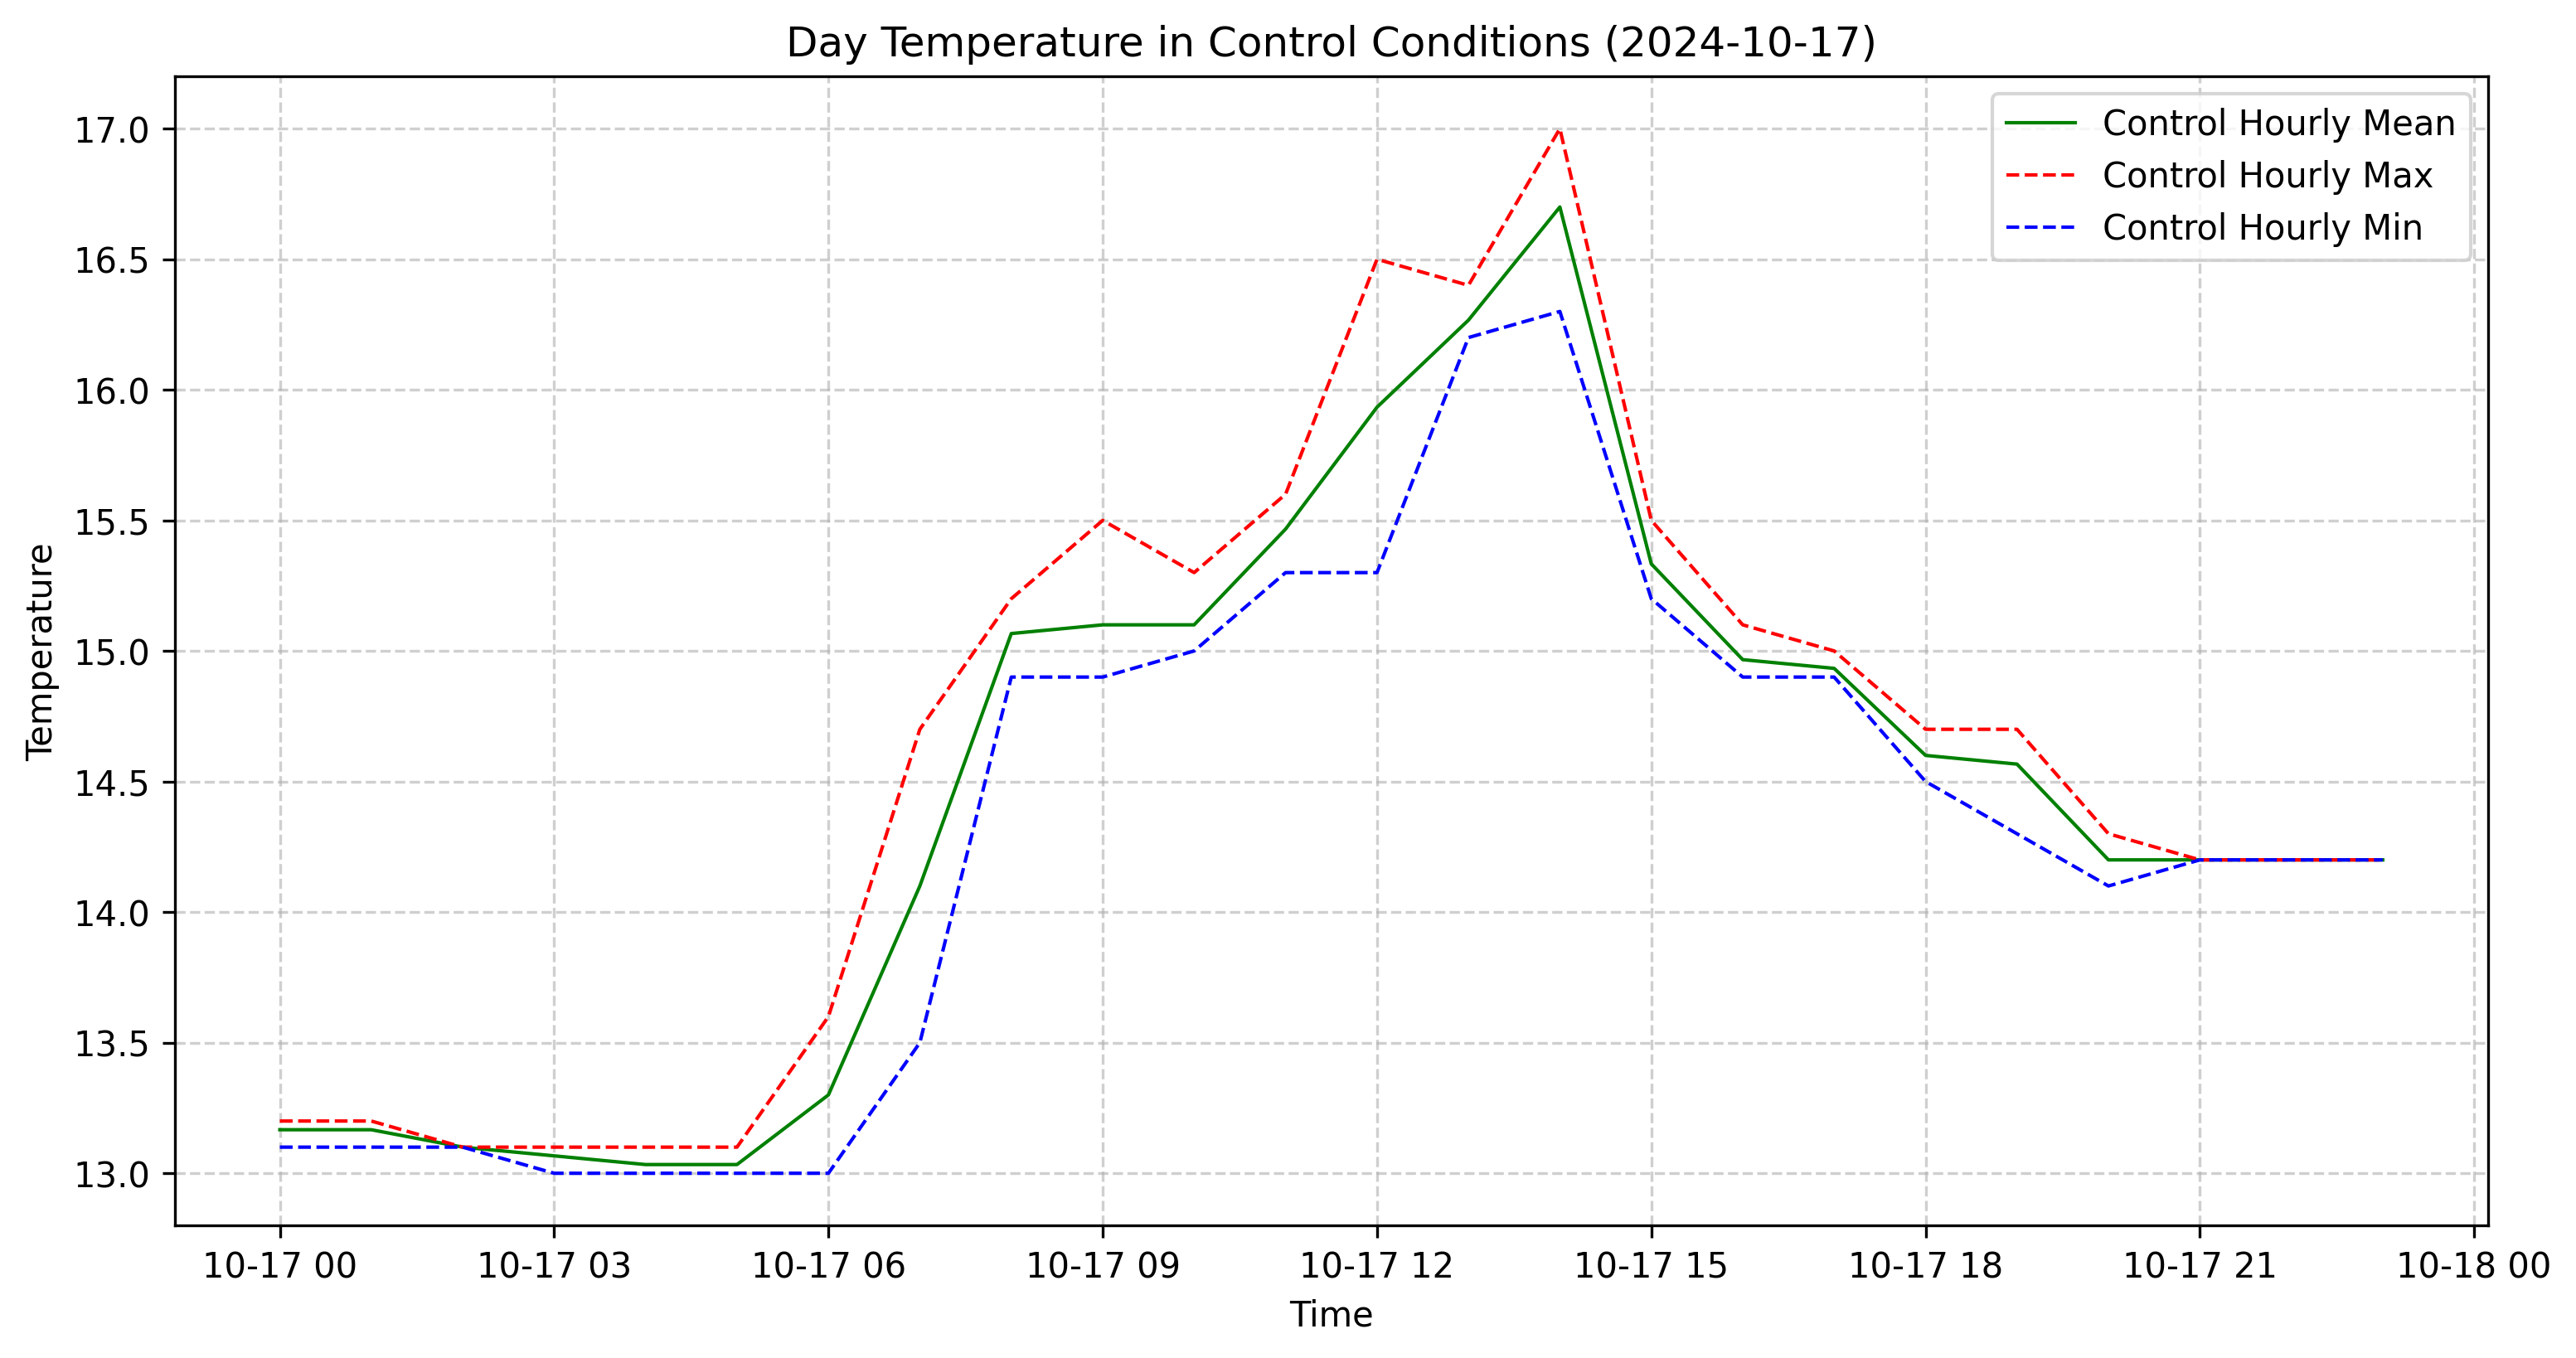 Day Temperature in Control Conditions (2024-10-17)
Control Hourly Mean
Control Hourly Max
Control Hourly Min
17.0
16.5
16.0
15.5
15.0
14.5
14.0
13.5
13.0
Temperature
10-17 00 10-17 03 10-17 06 10-17 09 10-17 12 10-17 15 10-17 18 10-17 21 10-18 00
Time